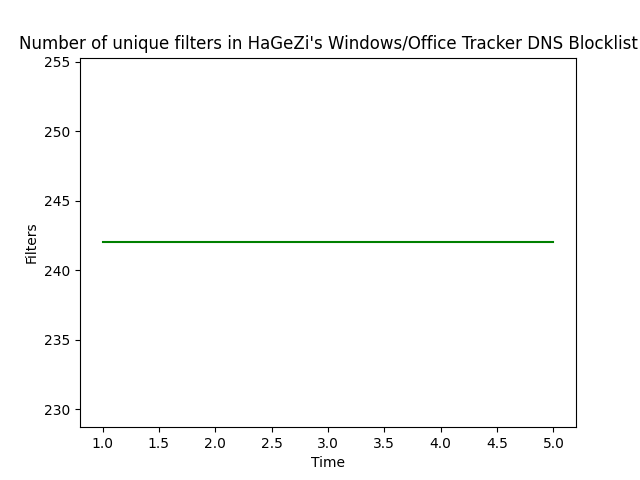 Number of unique filters in HaGeZi's Windows/Office Tracker DNS Blocklist
255
250
245
240
235
230
Filters
1.0 1.5 2.0 2.5 3.0 3.5 4.0 4.5 5.0
Time